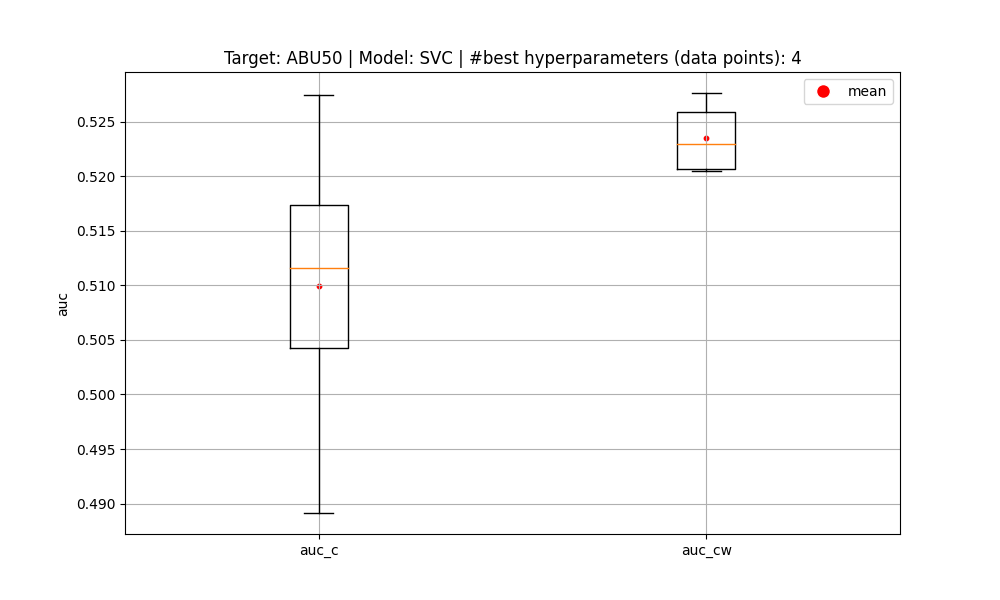 Target: ABU50 | Model: SVC | #best hyperparameters (data points): 4
mean
0.525
0.520
0.515
0.510
0.505
0.500
0.495
0.490
auc
auc_c
auc_cw